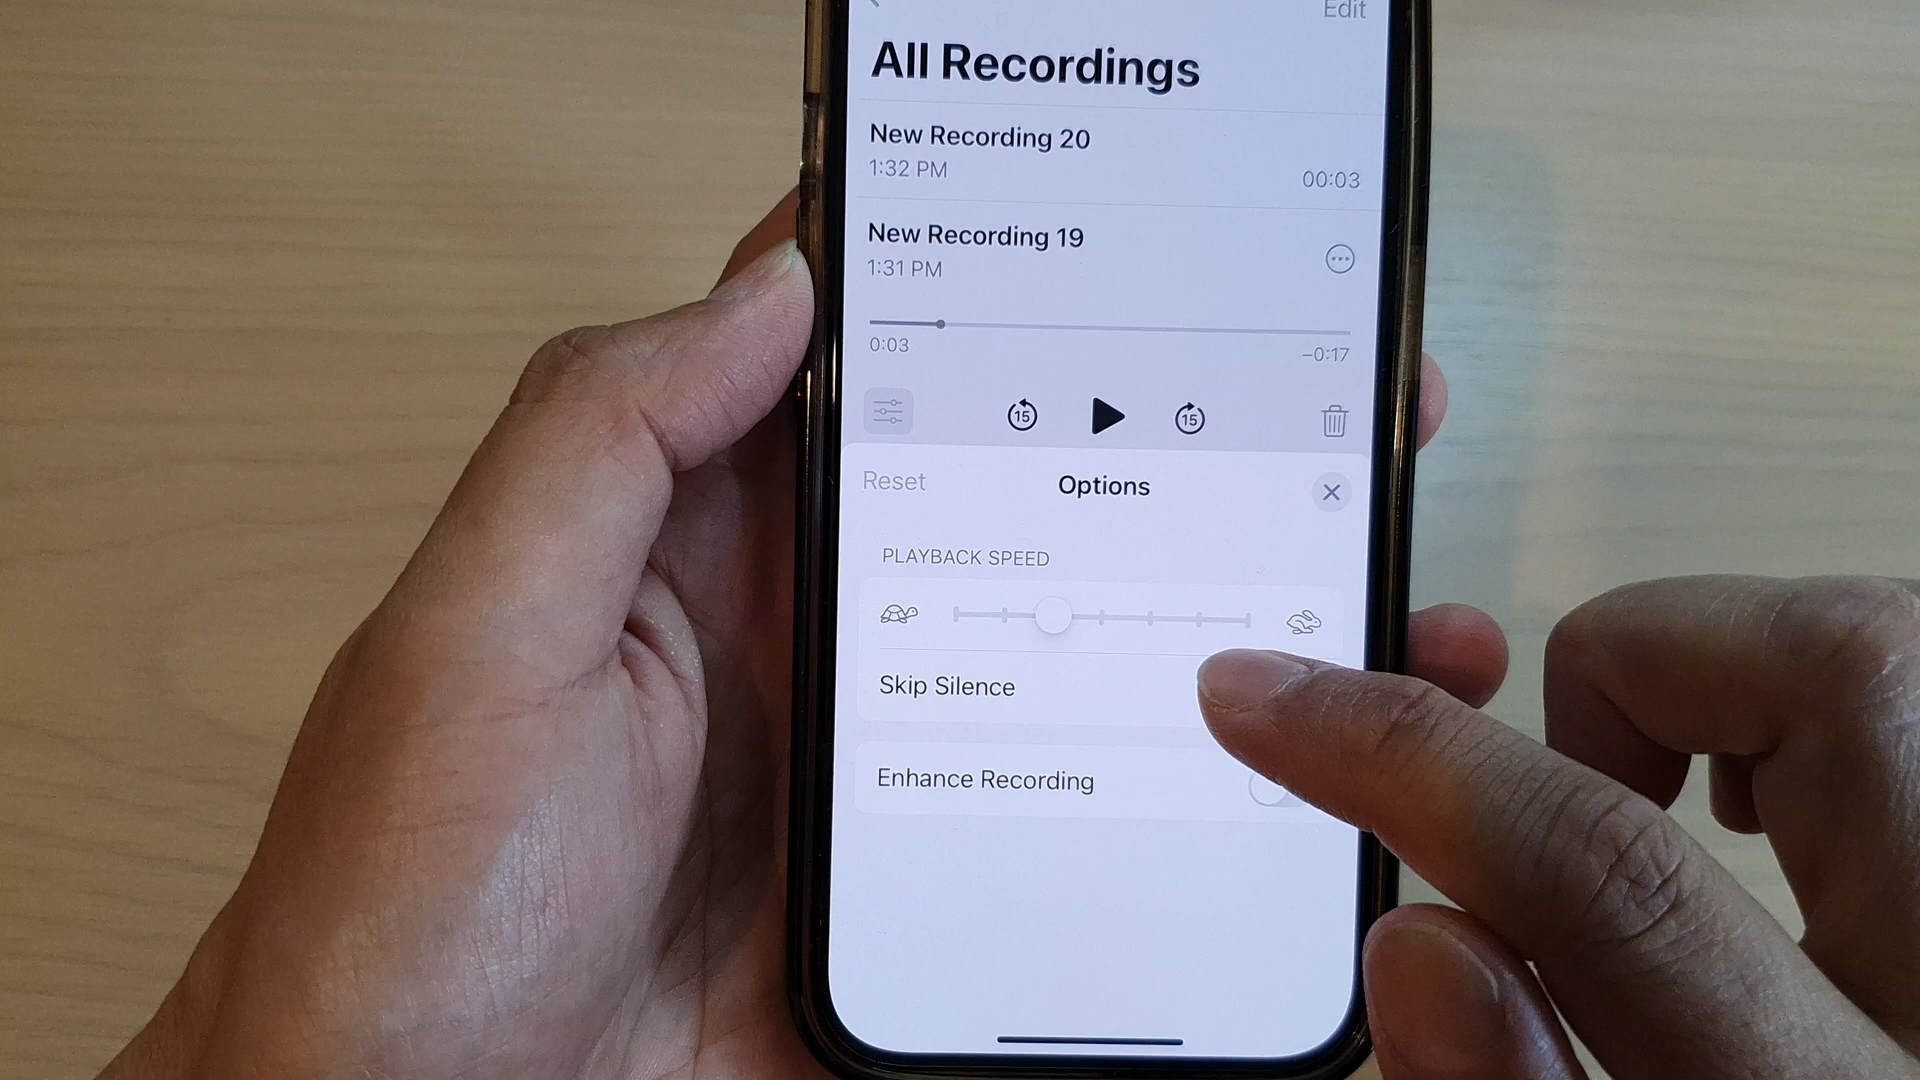 Edit
All Recordings
New Recording 20
1:32 PM
00:03
New Recording 19
1:31 PM
0:03
−0:17
15
15
Reset
Options
PLAYBACK SPEED
Skip Silence
Enhance Recording